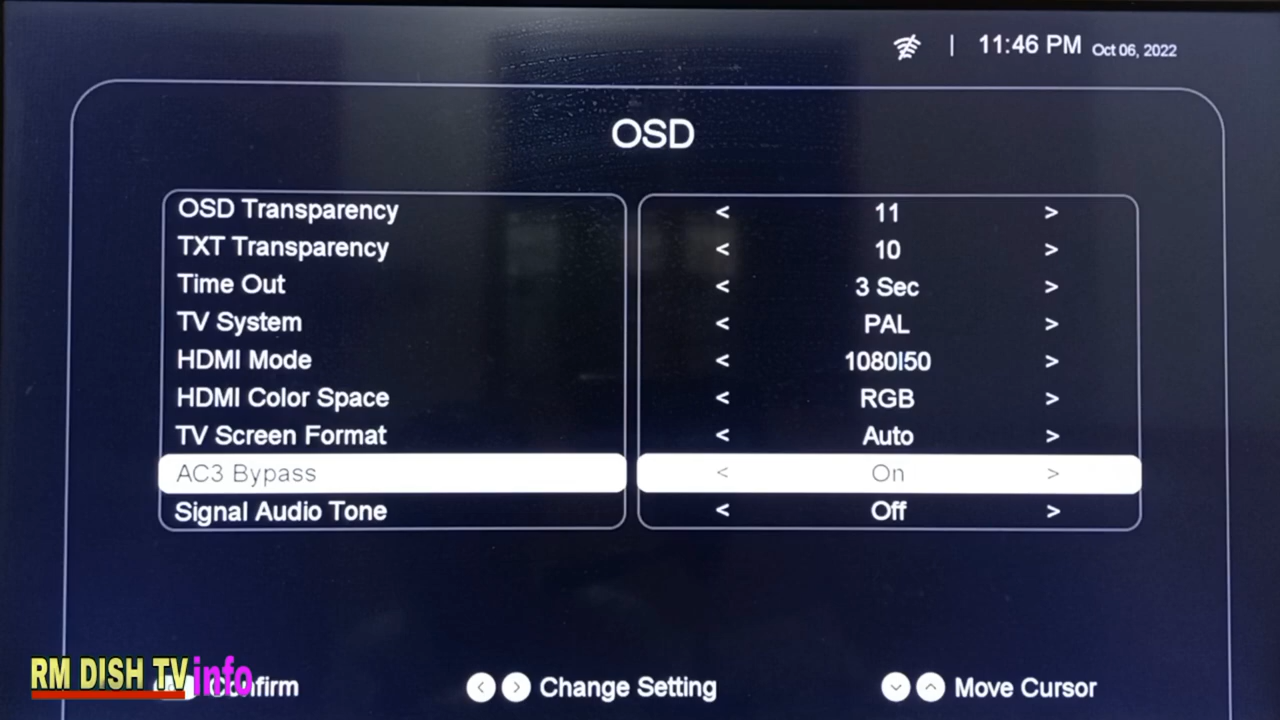 | 11:46 PM Oct 06, 2022
OSD
OSD Transparency < 11 >
TXT Transparency < 10 >
Time Out < 3 Sec >
TV System < PAL >
HDMI Mode < 1080I50 >
HDMI Color Space < RGB >
TV Screen Format < Auto >
AC3 Bypass < On >
Signal Audio Tone < Off >
RM DISH TV info
Confirm
< > Change Setting
Move Cursor